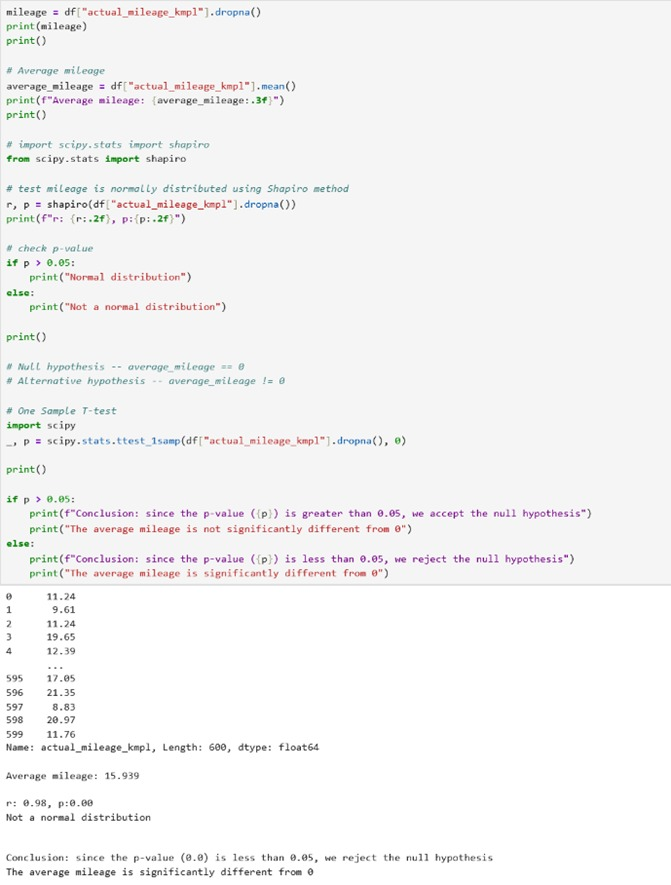 mileage = df["actual_mileage_kmpl"].dropna()
print(mileage)
print()
# Average mileage
average_mileage = df["actual_mileage_kmpl"].mean()
print(f"Average mileage: {average_mileage:.3f}")
print()
# import scipy.stats import shapiro
from scipy.stats import shapiro
# test mileage is normally distributed using Shapiro method
r, p = shapiro(df["actual_mileage_kmpl"].dropna())
print(f"r: {r:.2f}, p:{p:.2f}")
# check p-value
if p > 0.05:
    print("Normal distribution")
else:
    print("Not a normal distribution")
print()
# Null hypothesis -- average_mileage == 0
# Alternative hypothesis -- average_mileage != 0
# One Sample T-test
import scipy
_, p = scipy.stats.ttest_1samp(df["actual_mileage_kmpl"].dropna(), 0)
print()
if p > 0.05:
    print(f"Conclusion: since the p-value ({p}) is greater than 0.05, we accept the null hypothesis")
    print("The average mileage is not significantly different from 0")
else:
    print(f"Conclusion: since the p-value ({p}) is less than 0.05, we reject the null hypothesis")
    print("The average mileage is significantly different from 0")
0 11.24
1 9.61
2 11.24
3 19.65
4 12.39
...
595 17.05
596 21.35
597 8.83
598 20.97
599 11.76
Name: actual_mileage_kmpl, Length: 600, dtype: float64
Average mileage: 15.939
r: 0.98, p:0.00
Not a normal distribution
Conclusion: since the p-value (0.0) is less than 0.05, we reject the null hypothesis
The average mileage is significantly different from 0